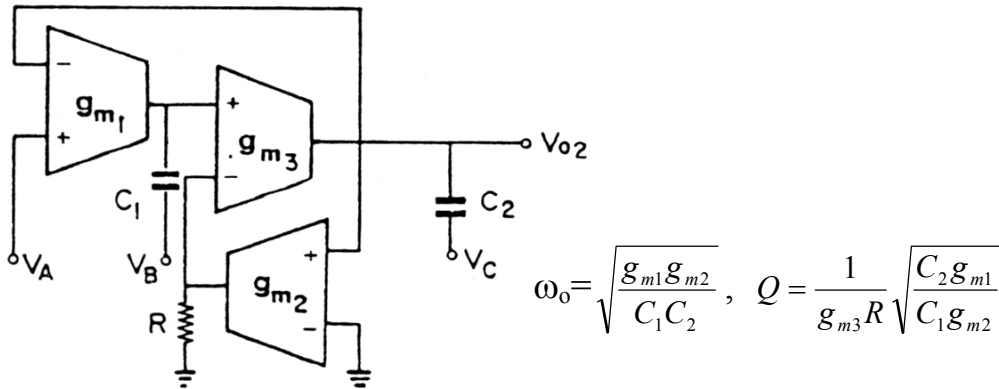 −
g_m1
+
+
g_m3
−
V_o2
C_1
C_2
V_A
V_B
V_C
+
g_m2
−
R
ω_o= √(g_m1 g_m2 / C_1 C_2) , Q = 1 / (g_m3 R) √(C_2 g_m1 / C_1 g_m2)